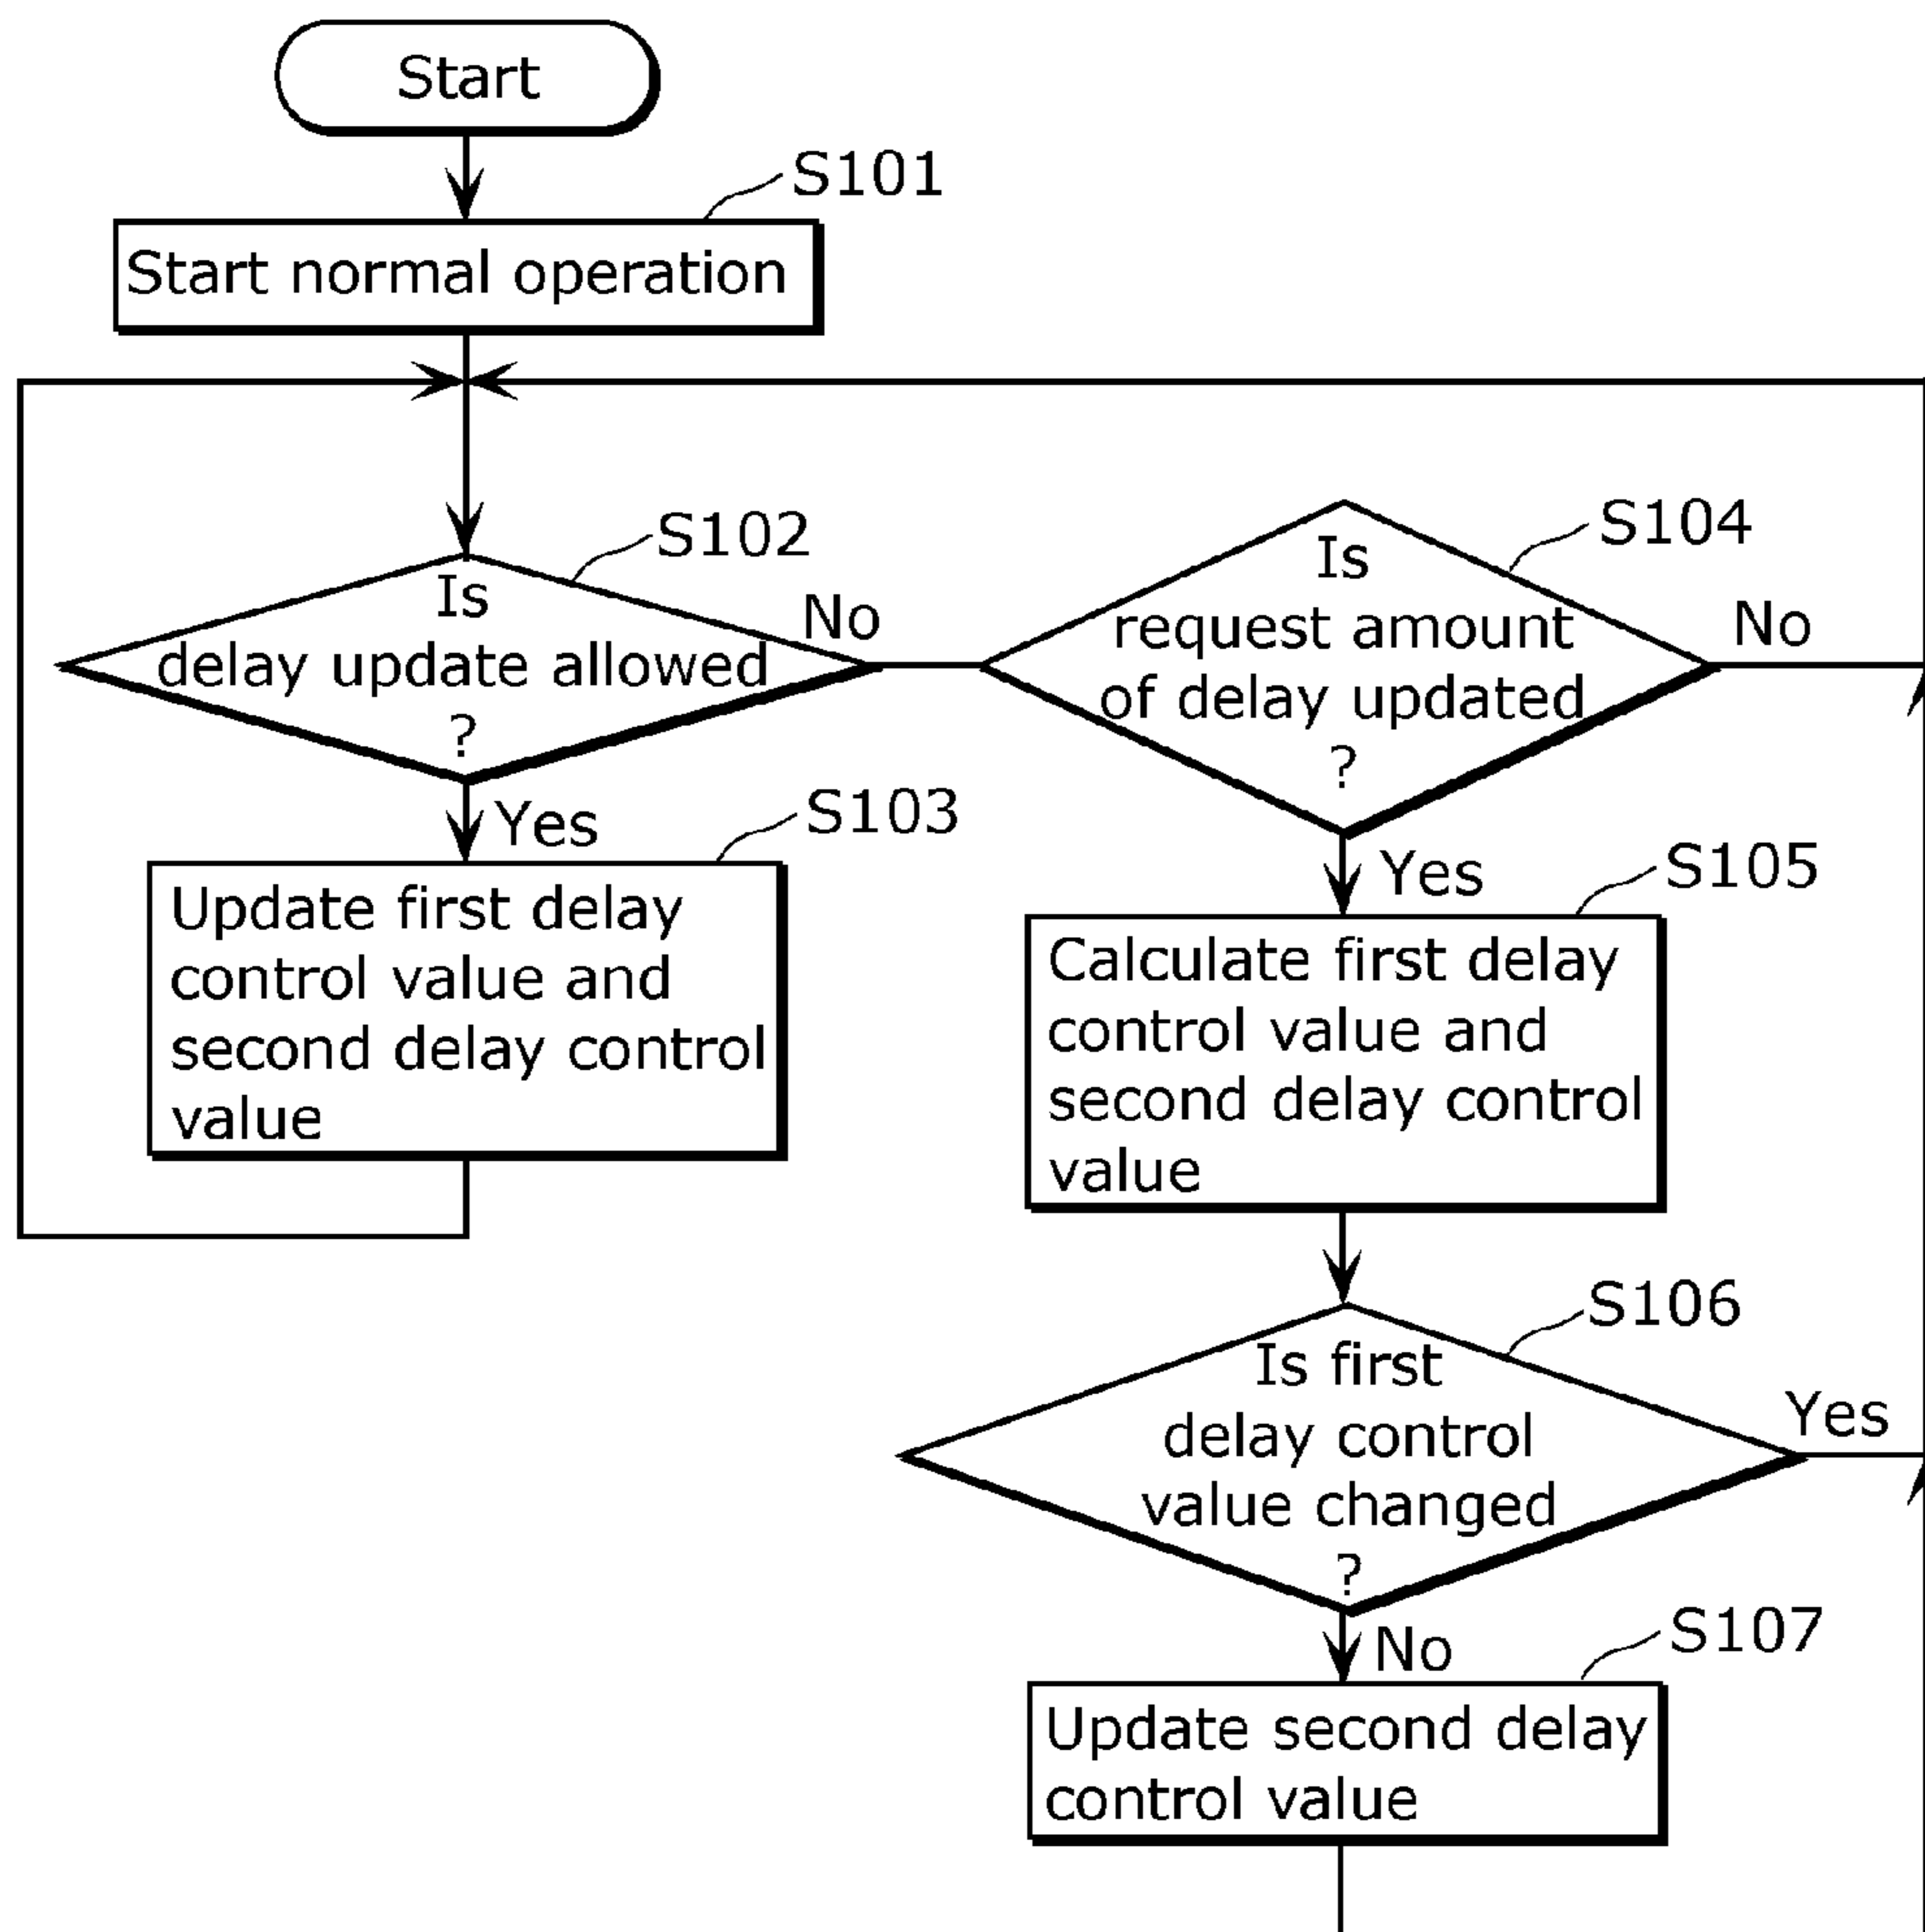 Start
S101
Start normal operation
S102
Is
delay update allowed
?
No
Yes
S103
Update first delay
control value and
second delay control
value
S104
Is
request amount
of delay updated
?
No
Yes
S105
Calculate first delay
control value and
second delay control
value
S106
Is first
delay control
value changed
?
Yes
No
S107
Update second delay
control value